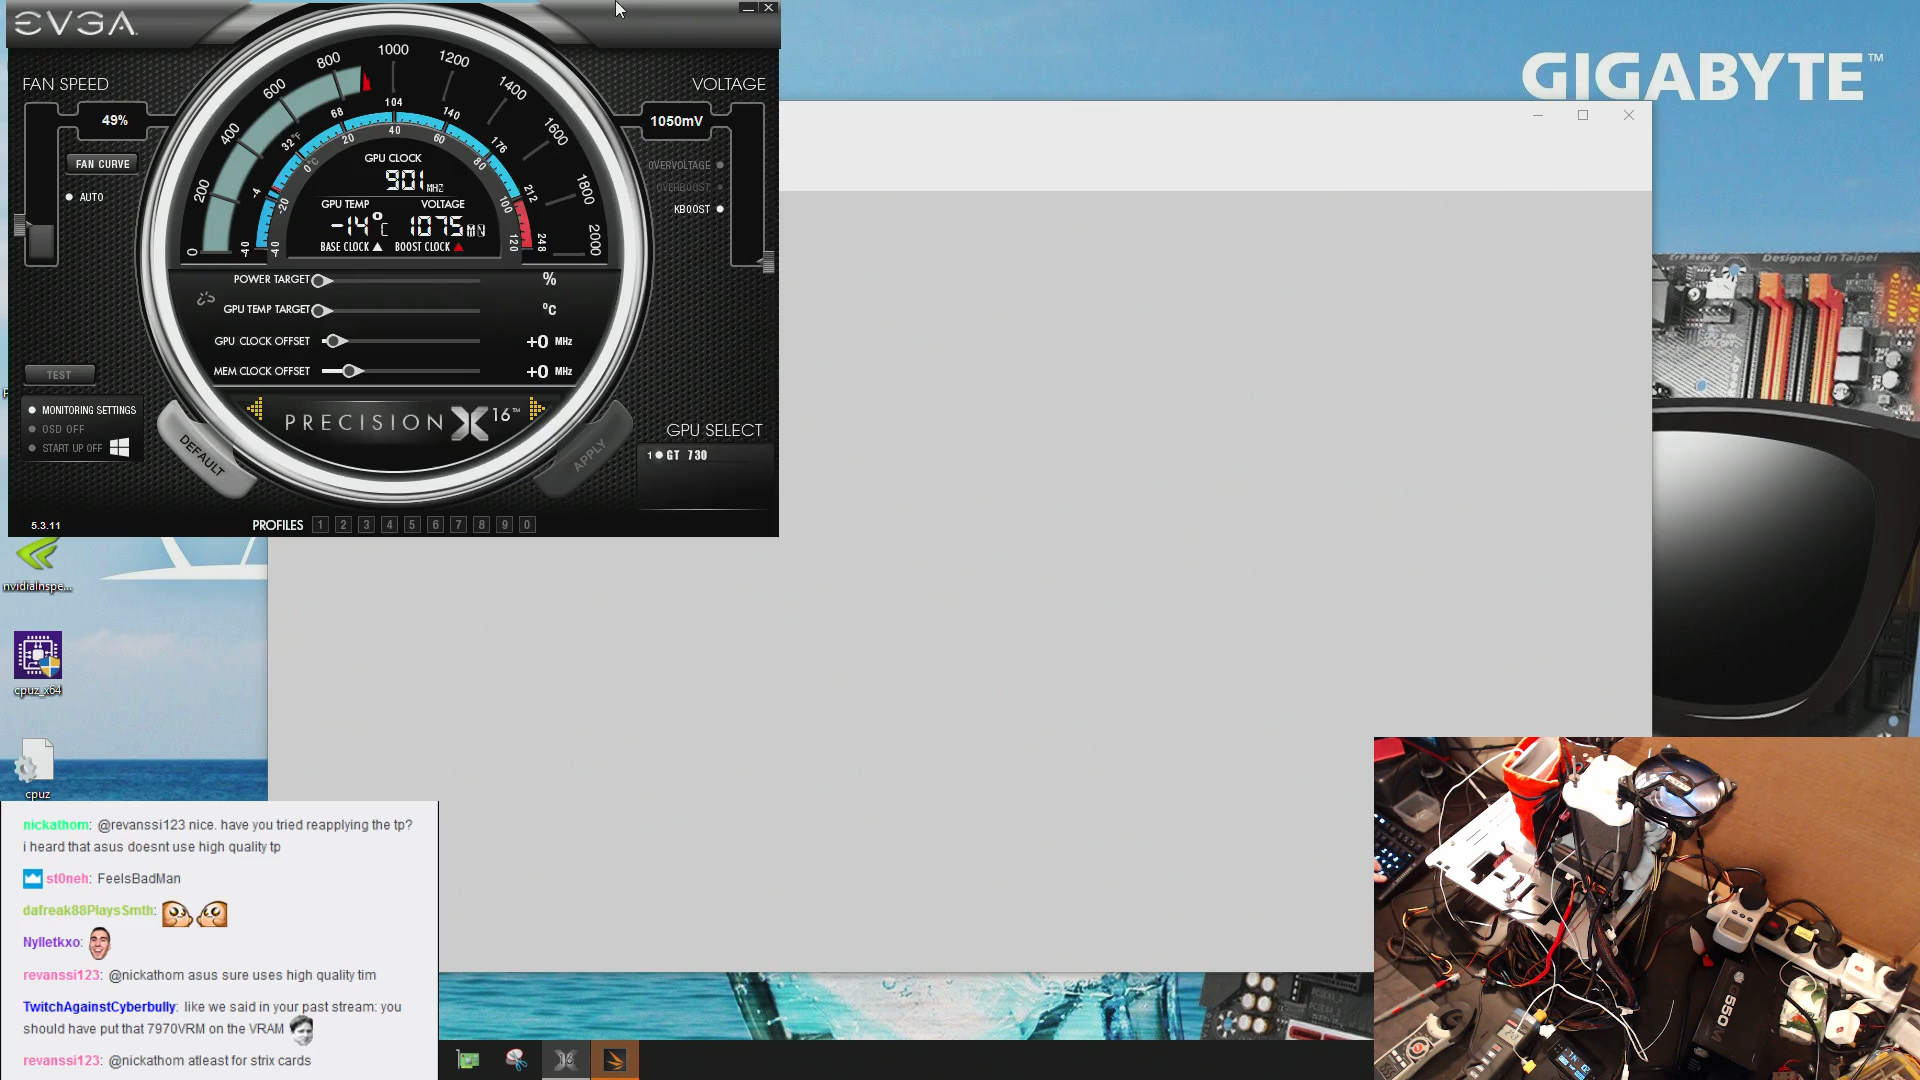 EVGA
FAN SPEED
49%
FAN CURVE
AUTO
VOLTAGE
1050mV
OVERVOLTAGE
OVERBOOST
KBOOST
0 200 400 600 800 1000 1200 1400 1600 1800 2000
-40 -4 32°F 68 104 140 176 212 248
-40 -20 0°C 20 40 60 80 100 120
GPU CLOCK
901 MHZ
GPU TEMP VOLTAGE
-14°C 1075
BASE CLOCK BOOST CLOCK
POWER TARGET %
GPU TEMP TARGET °C
GPU CLOCK OFFSET +0 MHz
MEM CLOCK OFFSET +0 MHz
TEST
MONITORING SETTINGS
OSD OFF
START UP OFF
DEFAULT
PRECISION X 16™
APPLY
GPU SELECT
1 GT 730
5.3.11
PROFILES 1 2 3 4 5 6 7 8 9 0
GIGABYTE™
ErP Ready
Designed in Taipei
nvidiaInspe...
cpuz_x64
cpuz
nickathom: @revanssi123 nice. have you tried reapplying the tp?
i heard that asus doesnt use high quality tp
st0neh: FeelsBadMan
dafreak88PlaysSmth:
Nylletkxo:
revanssi123: @nickathom asus sure uses high quality tim
TwitchAgainstCyberbully: like we said in your past stream: you
should have put that 7970VRM on the VRAM
revanssi123: @nickathom atleast for strix cards
X16
550M